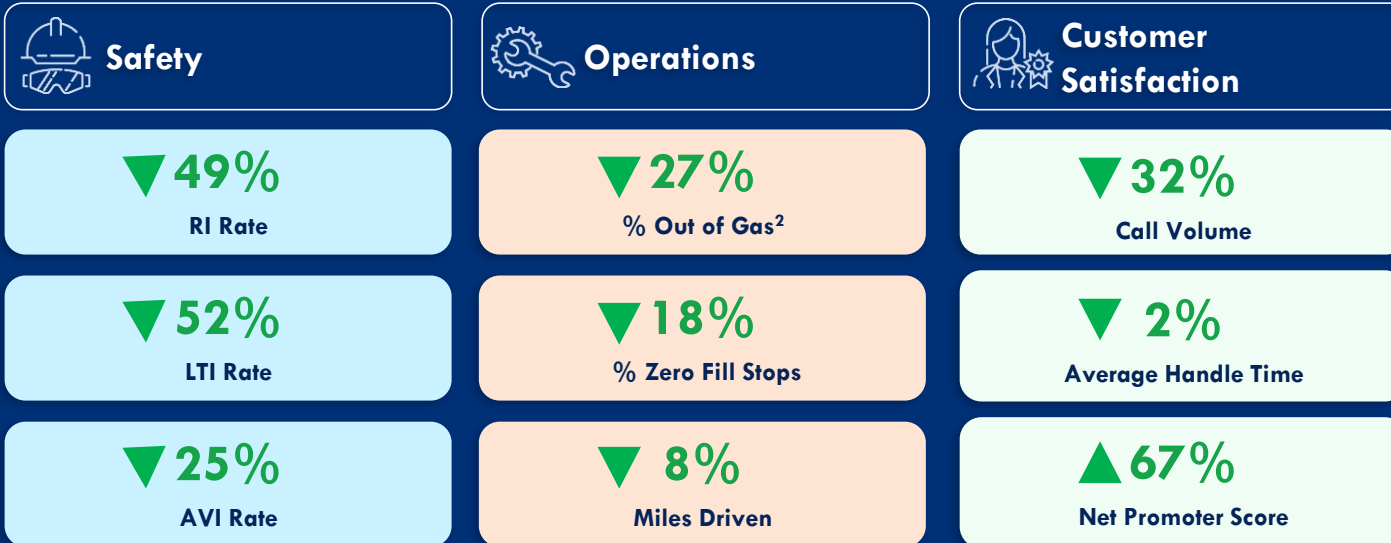 Safety
Operations
Customer
Satisfaction
▼49%
RI Rate
▼27%
% Out of Gas²
▼32%
Call Volume
▼52%
LTI Rate
▼18%
% Zero Fill Stops
▼ 2%
Average Handle Time
▼25%
AVI Rate
▼ 8%
Miles Driven
▲67%
Net Promoter Score